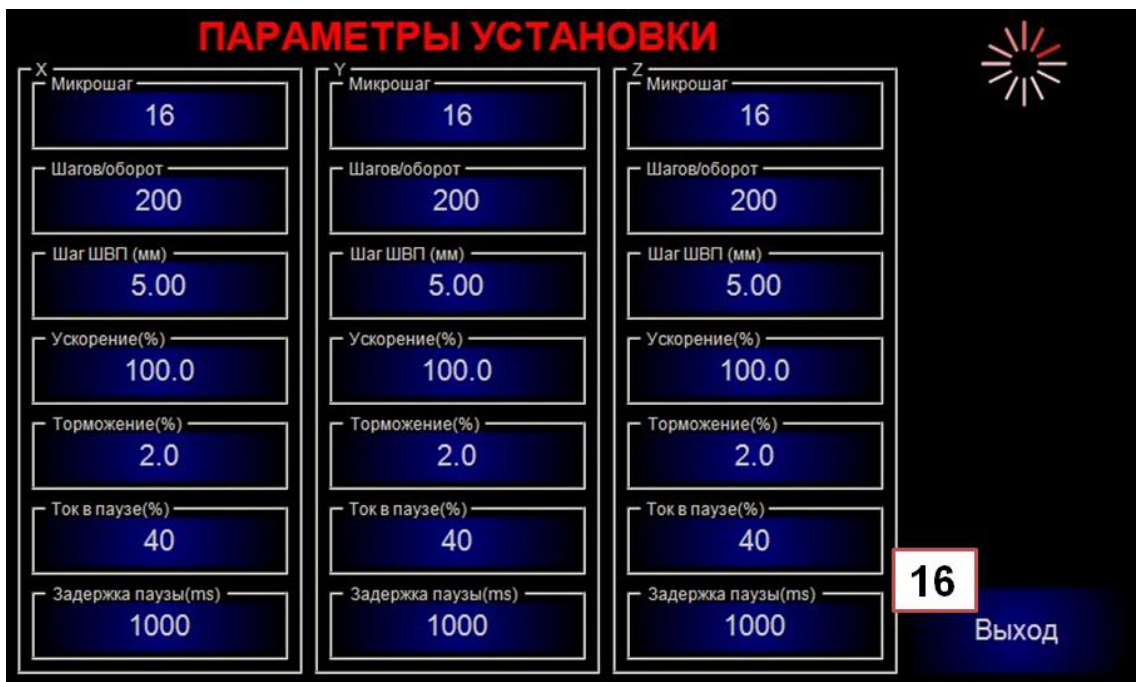 ПАРАМЕТРЫ УСТАНОВКИ
X
Микрошаг
16
Шагов/оборот
200
Шаг ШВП (мм)
5.00
Ускорение(%)
100.0
Торможение(%)
2.0
Ток в паузе(%)
40
Задержка паузы(ms)
1000
Y
Микрошаг
16
Шагов/оборот
200
Шаг ШВП (мм)
5.00
Ускорение(%)
100.0
Торможение(%)
2.0
Ток в паузе(%)
40
Задержка паузы(ms)
1000
Z
Микрошаг
16
Шагов/оборот
200
Шаг ШВП (мм)
5.00
Ускорение(%)
100.0
Торможение(%)
2.0
Ток в паузе(%)
40
Задержка паузы(ms)
1000
16
Выход